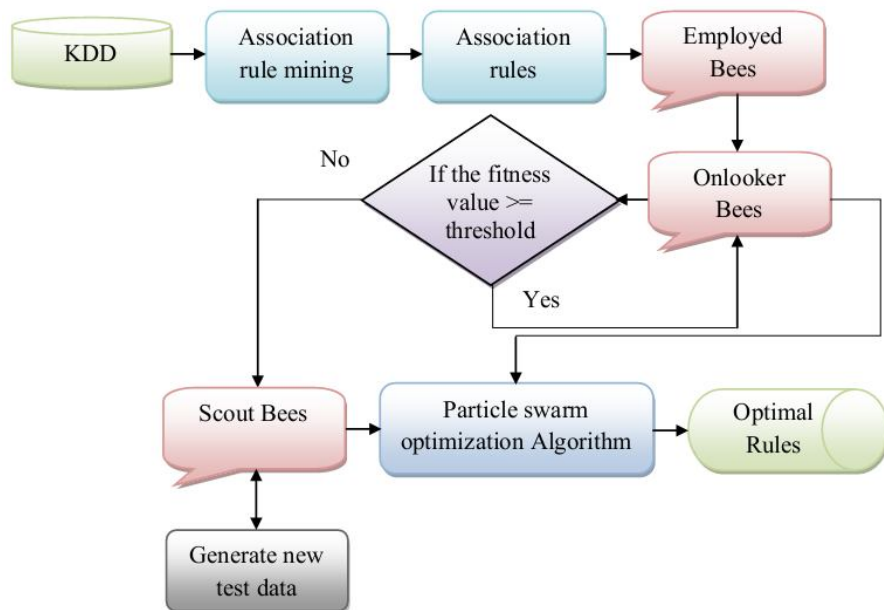 KDD
Association
rule mining
Association
rules
Employed
Bees
No
If the fitness
value >=
threshold
Onlooker
Bees
Yes
Scout Bees
Particle swarm
optimization Algorithm
Optimal
Rules
Generate new
test data